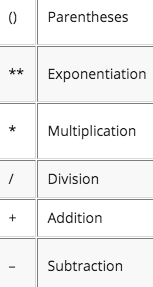 () Parentheses
** Exponentiation
* Multiplication
/ Division
+ Addition
– Subtraction